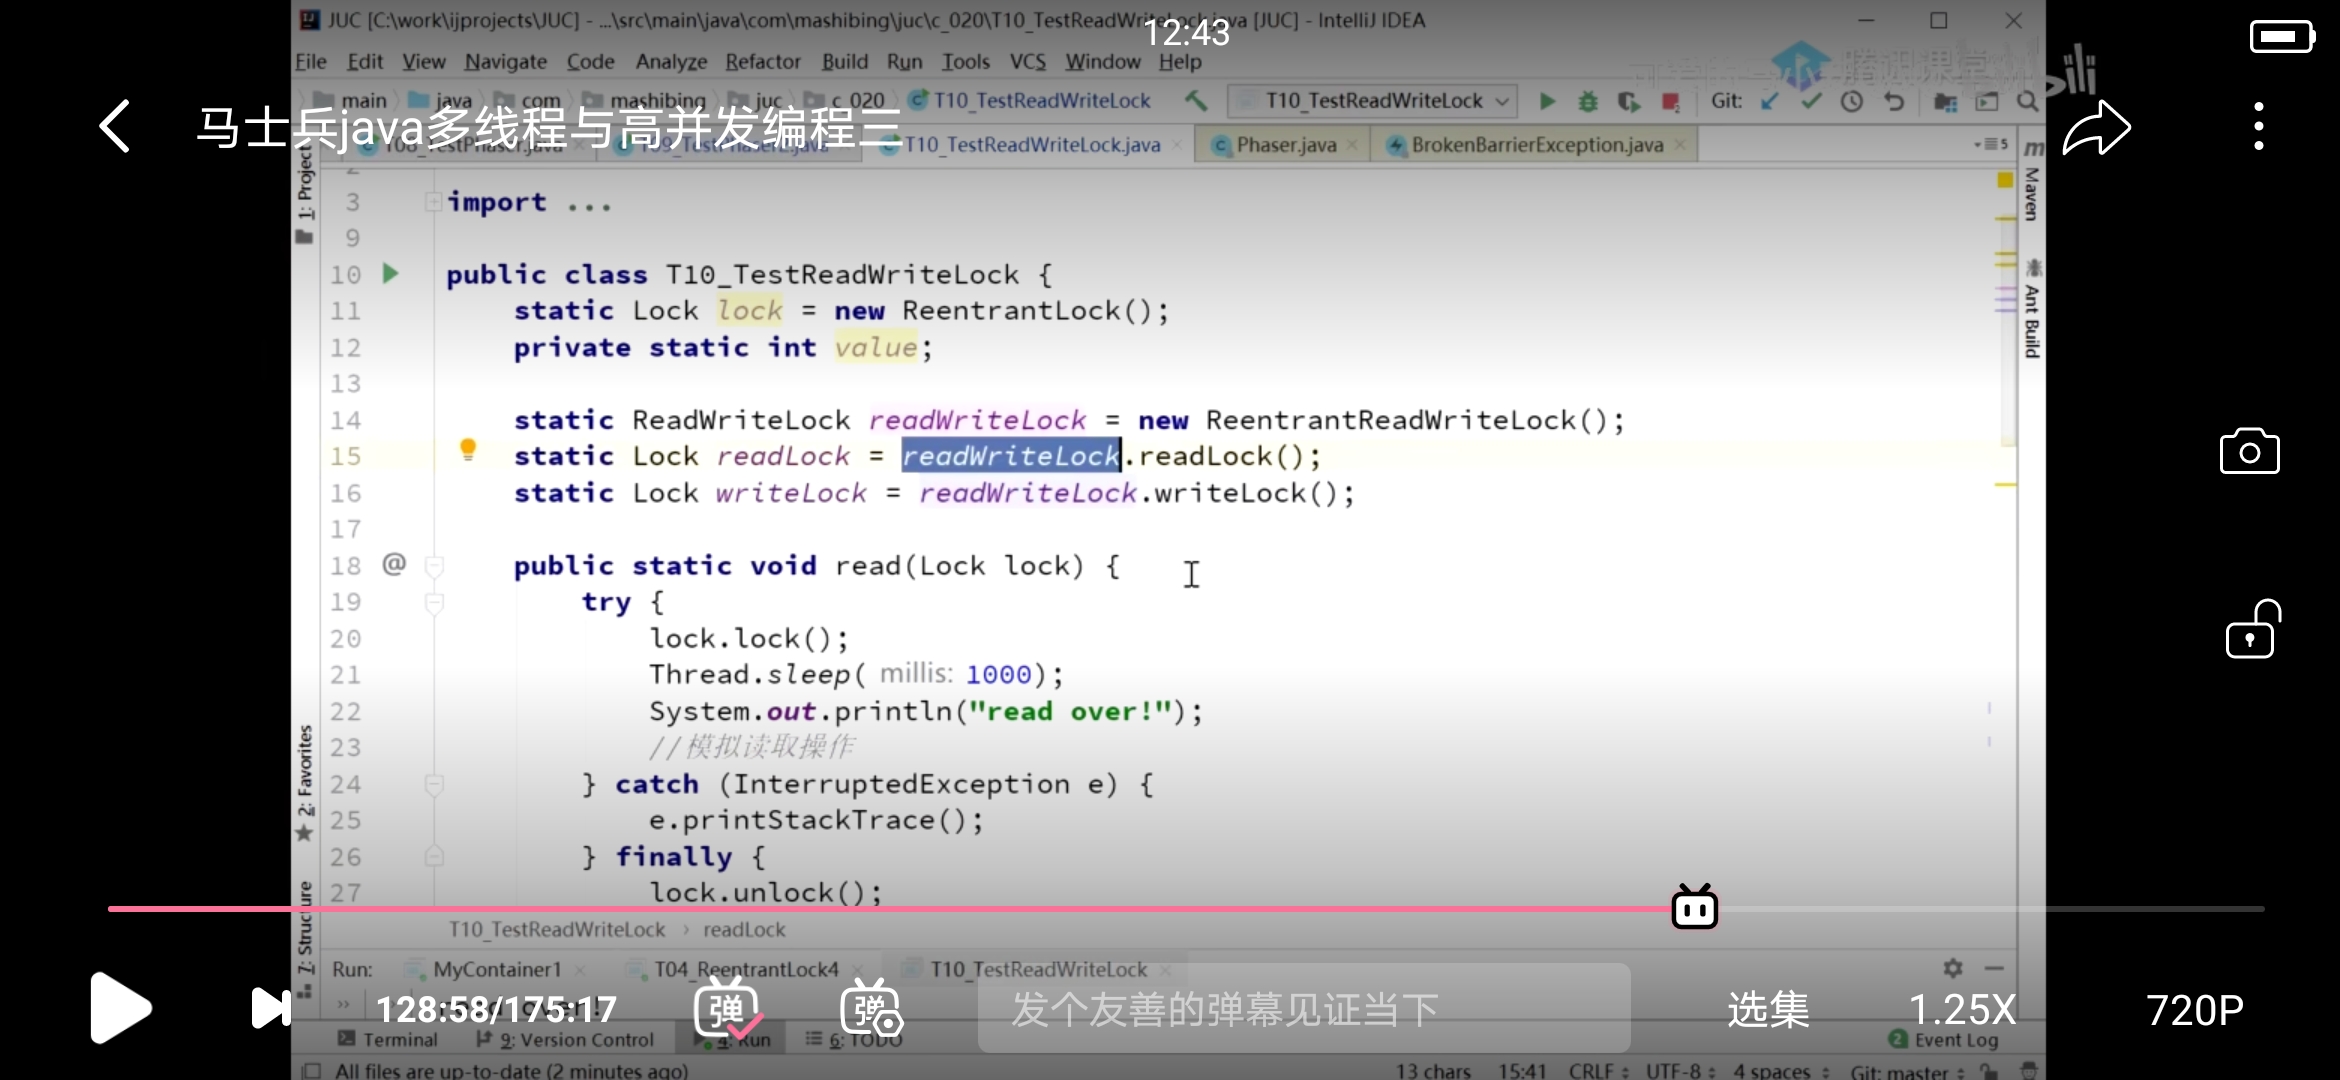 JUC [C:\work\ijprojects\JUC] - ...\src\main\java\com\mashibing\juc\c_020\T10_TestReadWriteLock.java [JUC] - IntelliJ IDEA
12:43
File Edit View Navigate Code Analyze Refactor Build Run Tools VCS Window Help
main java com mashibing juc c_020 T10_TestReadWriteLock T10_TestReadWriteLock Git:
马士兵java多线程与高并发编程三
T08_TestPhaser.java T09_TestPhaser2.java T10_TestReadWriteLock.java Phaser.java BrokenBarrierException.java 5
1: Project
Maven
Ant Build
3 import ...
9
10 public class T10_TestReadWriteLock {
11 static Lock lock = new ReentrantLock();
12 private static int value;
13
14 static ReadWriteLock readWriteLock = new ReentrantReadWriteLock();
15 static Lock readLock = readWriteLock.readLock();
16 static Lock writeLock = readWriteLock.writeLock();
17
18 @ public static void read(Lock lock) {
19 try {
20 lock.lock();
21 Thread.sleep( millis: 1000);
22 System.out.println("read over!");
23 //模拟读取操作
24 } catch (InterruptedException e) {
25 e.printStackTrace();
26 } finally {
27 lock.unlock();
2: Favorites
7: Structure
T10_TestReadWriteLock › readLock
Run: MyContainer1 T04_ReentrantLock4 T10_TestReadWriteLock
128:58/175:17 弹 弹 发个友善的弹幕见证当下 选集 1.25X 720P
Terminal 9: Version Control 4: Run 6: TODO 2 Event Log
All files are up-to-date (2 minutes ago) 13 chars 15:41 CRLF UTF-8 4 spaces Git: master